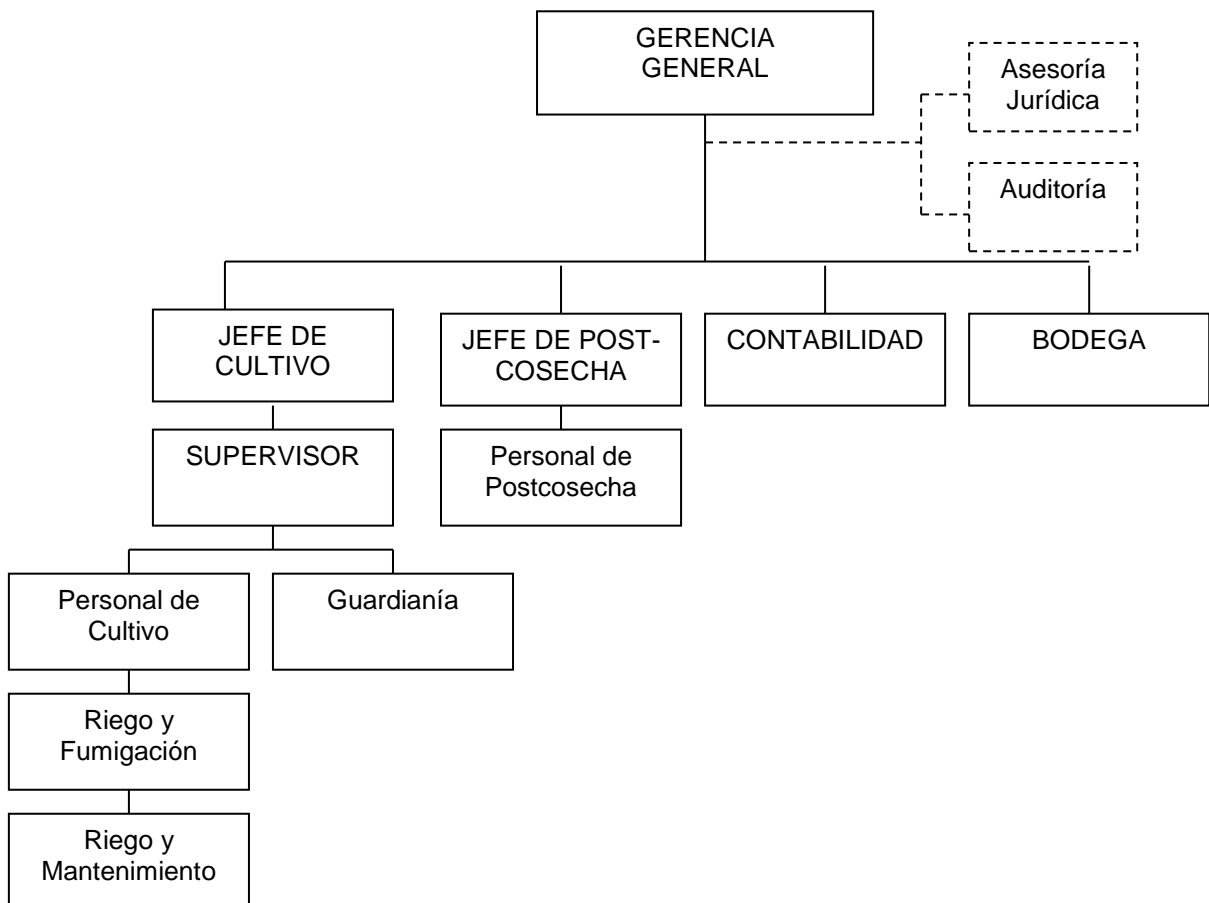 GERENCIA
GENERAL
Asesoría
Jurídica
Auditoría
JEFE DE
CULTIVO
JEFE DE POST-
COSECHA
CONTABILIDAD
BODEGA
SUPERVISOR
Personal de
Postcosecha
Personal de
Cultivo
Guardianía
Riego y
Fumigación
Riego y
Mantenimiento